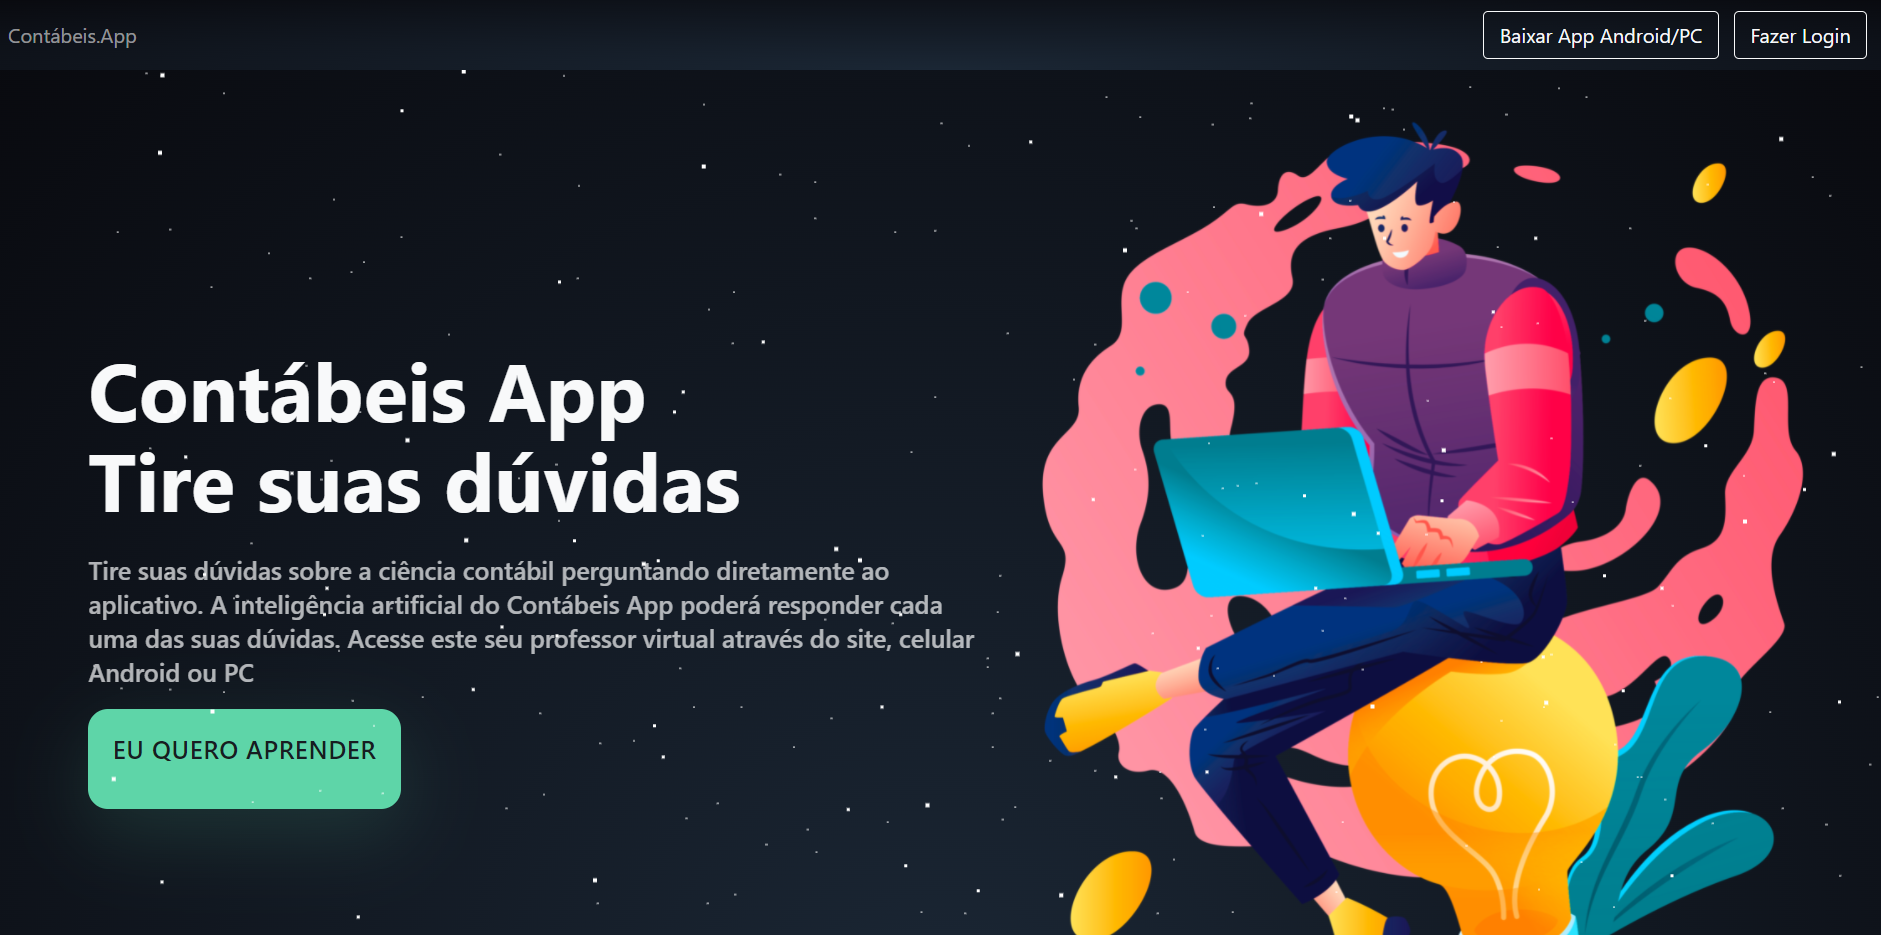 Contábeis.App
Baixar App Android/PC
Fazer Login
Contábeis App
Tire suas dúvidas
Tire suas dúvidas sobre a ciência contábil perguntando diretamente ao
aplicativo. A inteligência artificial do Contábeis App poderá responder cada
uma das suas dúvidas. Acesse este seu professor virtual através do site, celular
Android ou PC
EU QUERO APRENDER